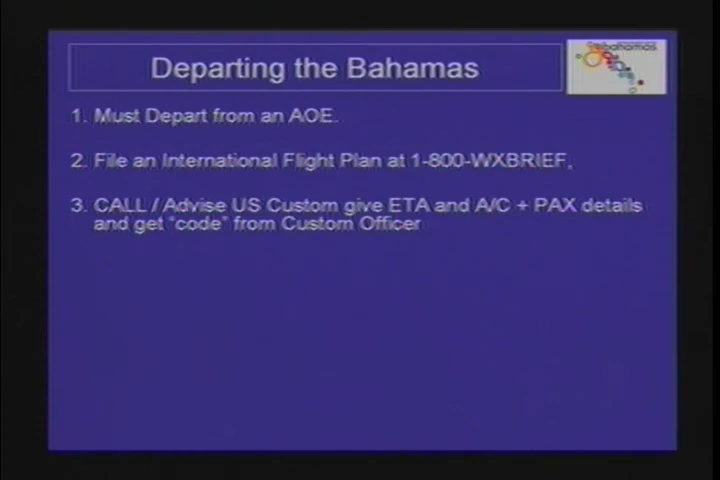 Departing the Bahamas
bahamas
1. Must Depart from an AOE.
2. File an International Flight Plan at 1-800-WXBRIEF,
3. CALL / Advise US Custom give ETA and A/C + PAX details
and get “code” from Custom Officer